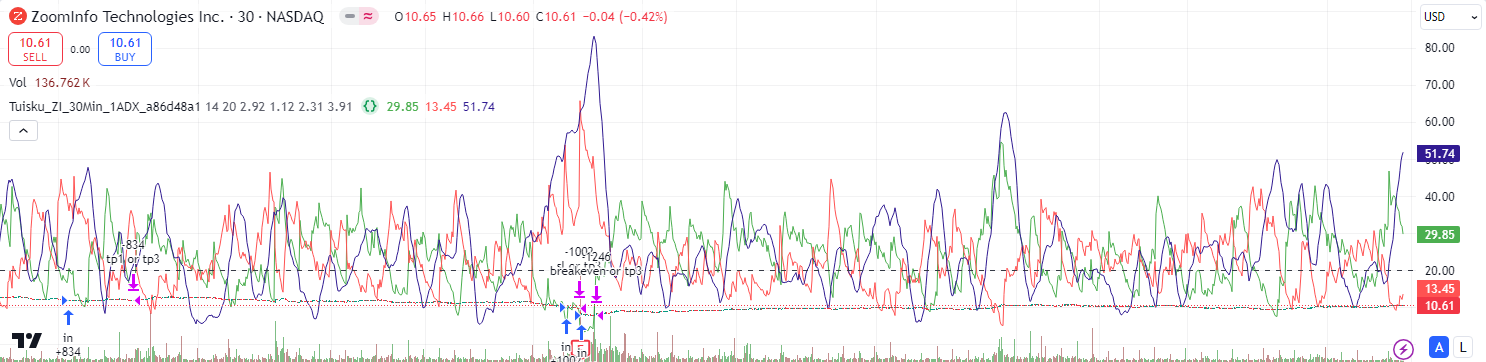 Z ZoomInfo Technologies Inc. · 30 · NASDAQ O10.65 H10.66 L10.60 C10.61 −0.04 (−0.42%)
USD
10.61 SELL
0.00
10.61 BUY
Vol 136.762 K
Tuisku_ZI_30Min_1ADX_a86d48a1 14 20 2.92 1.12 2.31 3.91 {} 29.85 13.45 51.74
80.00
70.00
60.00
51.74
40.00
29.85
20.00
13.45
10.61
-834
tp1 or tp3
-1002
1246
breakeven or tp3
in
+834
in
in
A
L